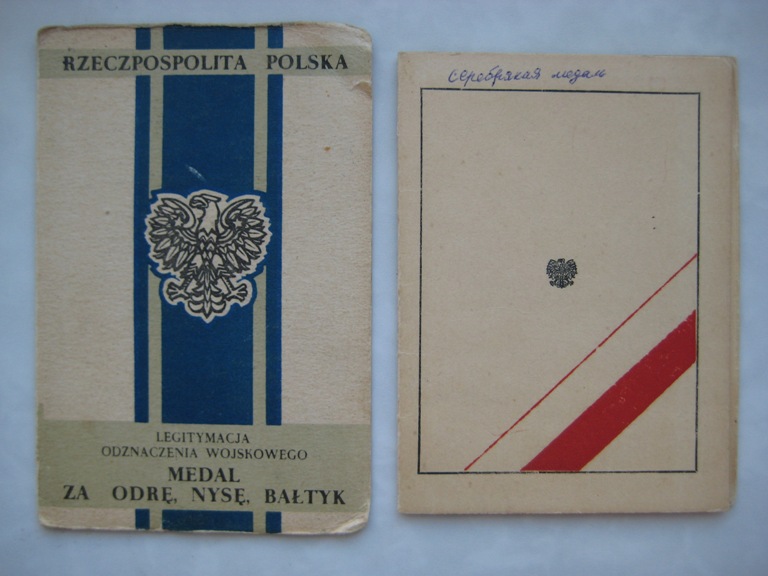 RZECZPOSPOLITA POLSKA
LEGITYMACJA
ODZNACZENIA WOJSKOWEGO
MEDAL
ZA ODRĘ, NYSĘ, BAŁTYK
серебряная медаль